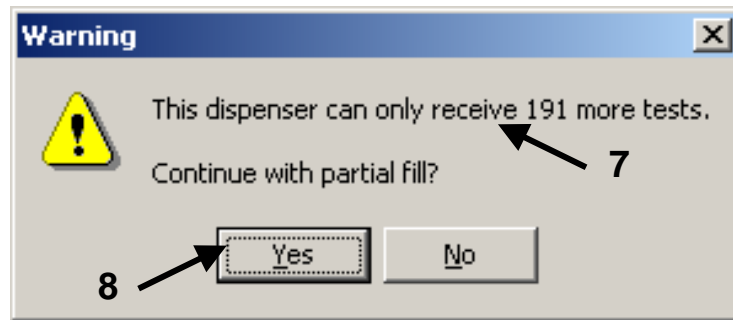 Warning
This dispenser can only receive 191 more tests.
7
Continue with partial fill?
Yes No
8